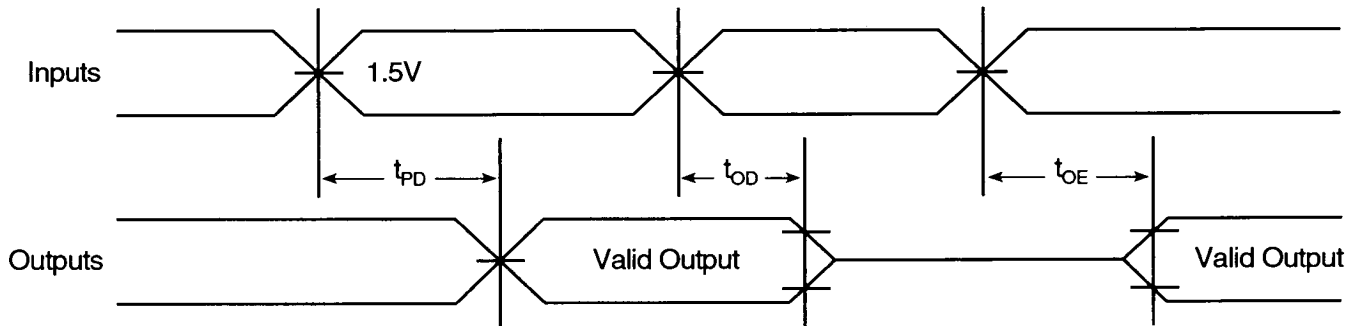 Inputs
1.5V
tPD
tOD
tOE
Outputs
Valid Output
Valid Output